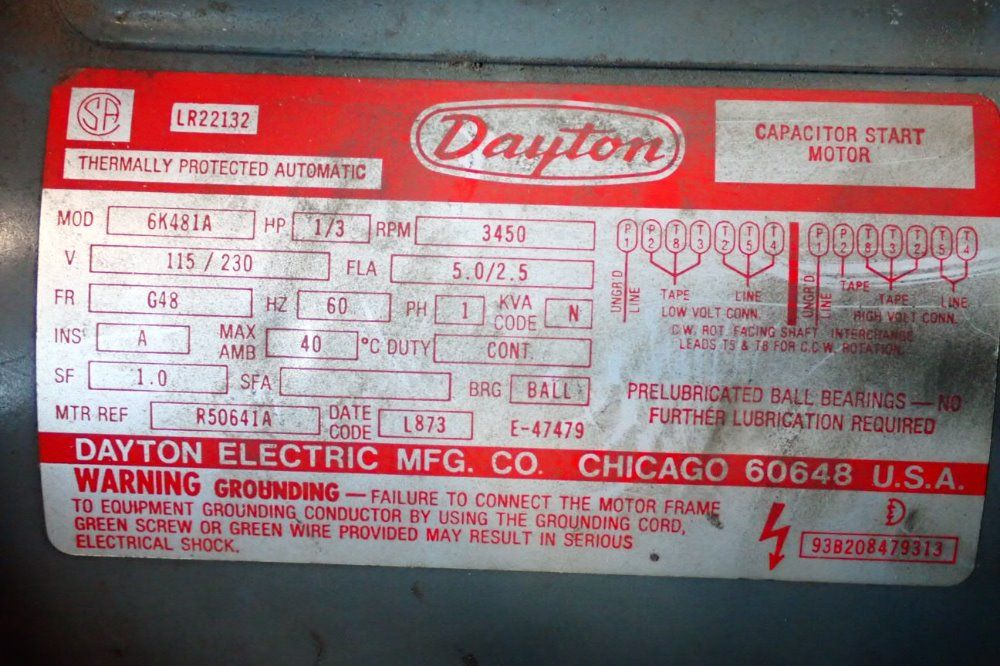 SA
LR22132
Dayton
CAPACITOR START
MOTOR
THERMALLY PROTECTED AUTOMATIC
MOD 6K481A HP 1/3 RPM 3450
V 115 / 230 FLA 5.0/2.5
FR G48 HZ 60 PH 1 KVA CODE N
INS' A MAX AMB 40 °C DUTY CONT.
SF 1.0 SFA BRG BALL
MTR REF R50641A DATE CODE L873 E-47479
P1 P2 T8 T3 T2 T5 T4
P1 P2 T8 T3 T2 T5 T4
UNGR'D LINE TAPE LINE
LOW VOLT CONN.
UNGR'D LINE TAPE TAPE LINE
HIGH VOLT CONN.
C.W. ROT. FACING SHAFT INTERCHANGE
LEADS T5 & T8 FOR C.C.W. ROTATION.
PRELUBRICATED BALL BEARINGS — NO
FURTHER LUBRICATION REQUIRED
DAYTON ELECTRIC MFG. CO. CHICAGO 60648 U.S.A.
WARNING GROUNDING — FAILURE TO CONNECT THE MOTOR FRAME
TO EQUIPMENT GROUNDING CONDUCTOR BY USING THE GROUNDING CORD,
GREEN SCREW OR GREEN WIRE PROVIDED MAY RESULT IN SERIOUS
ELECTRICAL SHOCK.
D
93B208479313